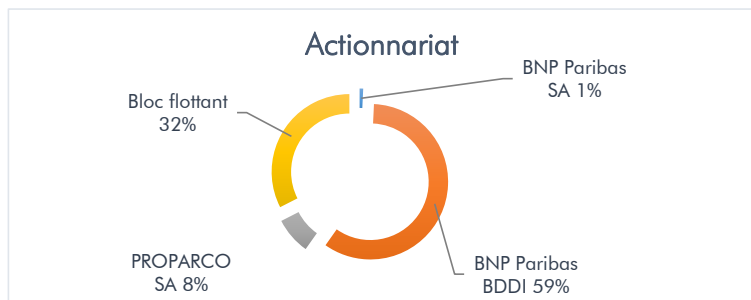 Actionnariat
BNP Paribas
SA 1%
Bloc flottant
32%
PROPARCO
SA 8%
BNP Paribas
BDDI 59%